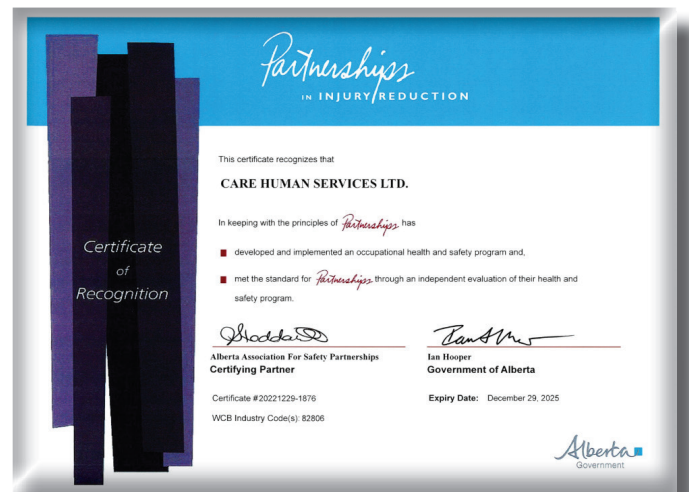 Partnerships
IN INJURY/REDUCTION
This certificate recognizes that
CARE HUMAN SERVICES LTD.
In keeping with the principles of Partnerships has
developed and implemented an occupational health and safety program and,
met the standard for Partnerships through an independent evaluation of their health and
safety program.
Certificate
of
Recognition
Alberta Association For Safety Partnerships
Certifying Partner
Ian Hooper
Government of Alberta
Certificate #20221229-1876
Expiry Date: December 29, 2025
WCB Industry Code(s): 82806
Alberta
Government